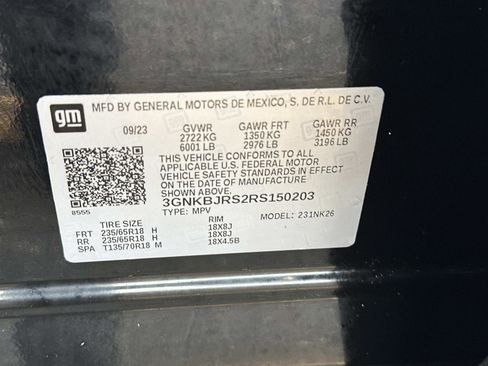 gm
MFD BY GENERAL MOTORS DE MEXICO, S. DE R.L. DE C.V.
09/23 GVWR GAWR FRT GAWR RR
2722 KG 1350 KG 1450 KG
6001 LB 2976 LB 3196 LB
THIS VEHICLE CONFORMS TO ALL
APPLICABLE U.S. FEDERAL MOTOR
VEHICLE SAFETY STANDARDS IN EFFECT
ON THE DATE OF MANUFACTURE
SHOWN ABOVE.
3GNKBJRS2RS150203
8555
TYPE: MPV MODEL: 231NK26
TIRE SIZE RIM
FRT 235/65R18 H 18X8J
RR 235/65R18 H 18X8J
SPA T135/70R18 M 18X4.5B